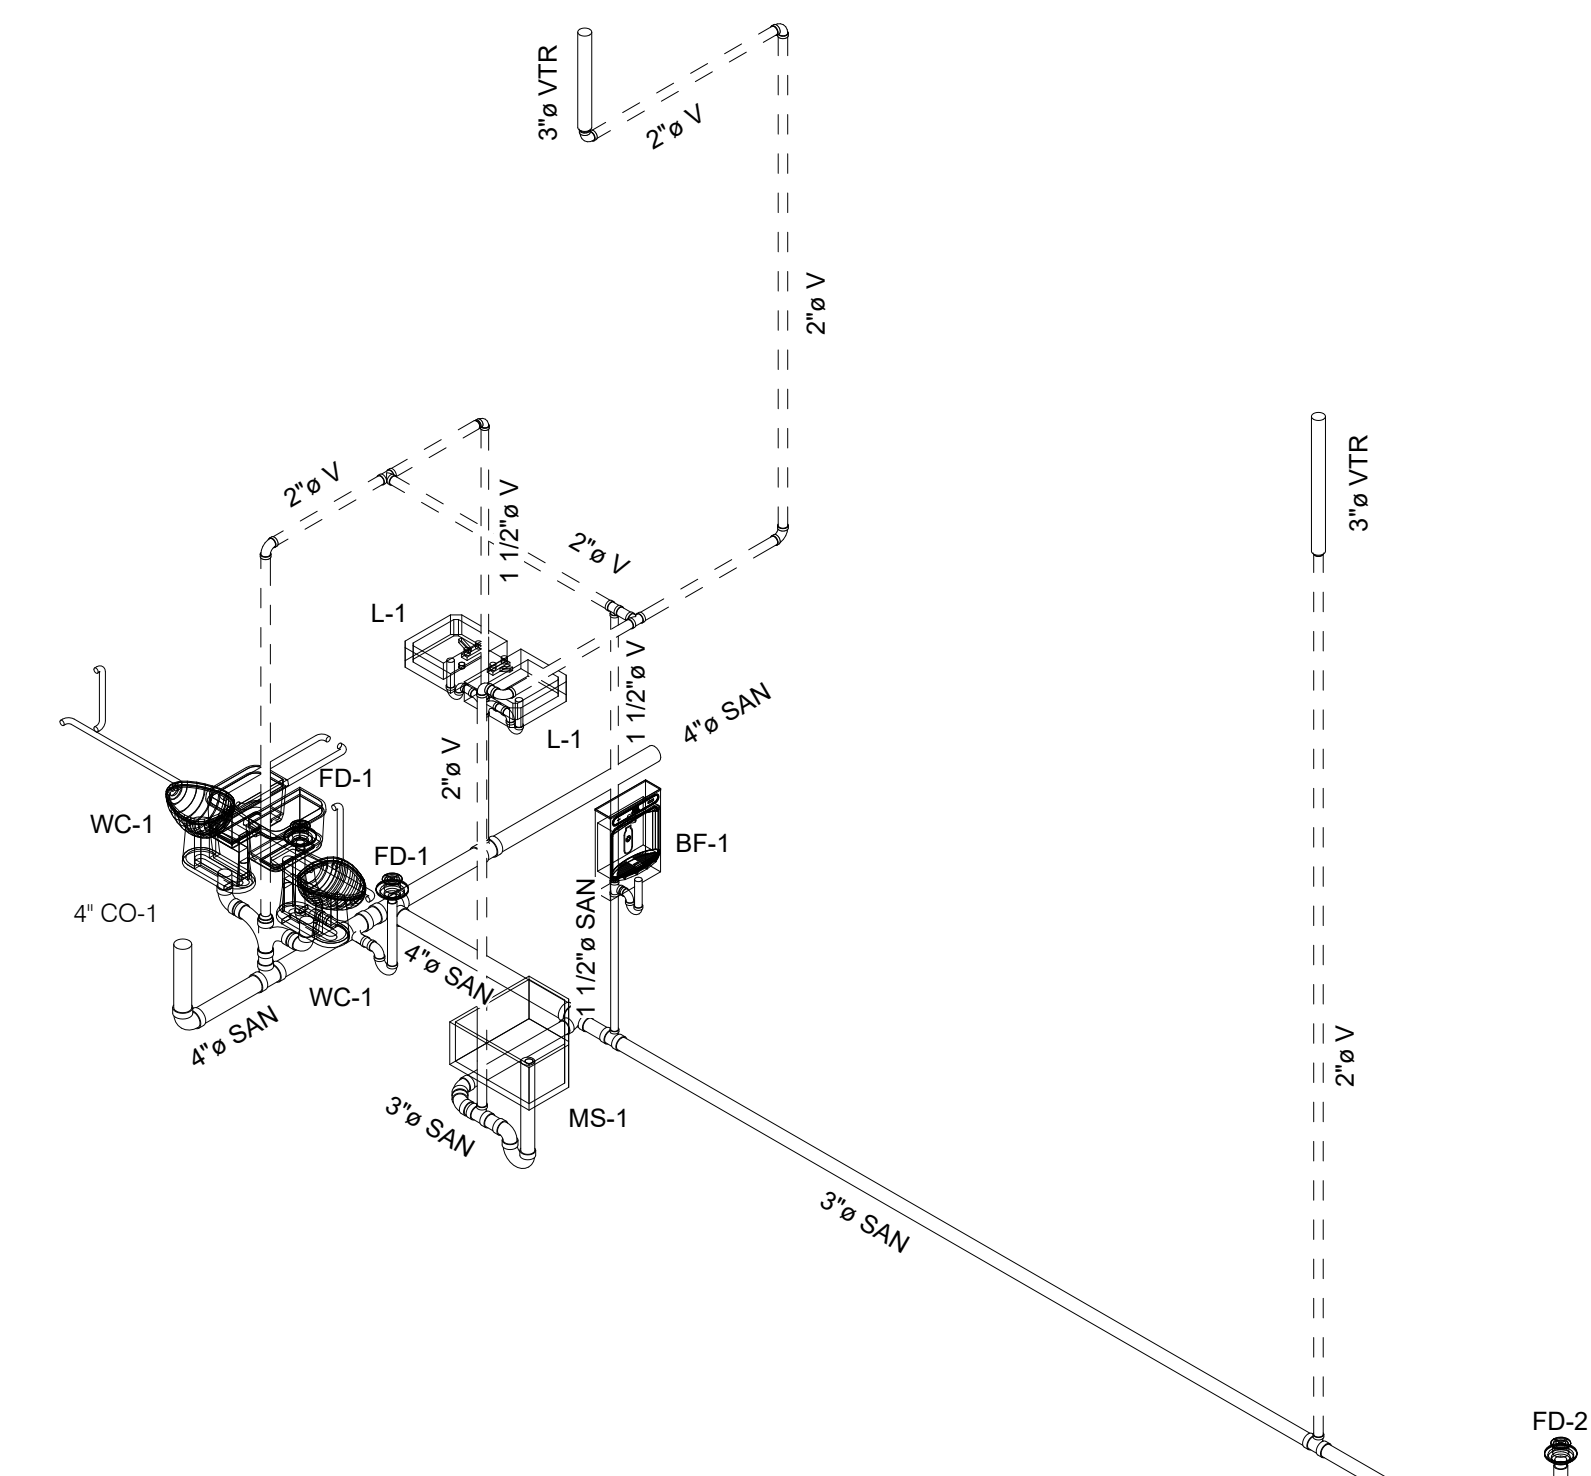 3"ø VTR
2"ø V
2"ø V
3"ø VTR
2"ø V
1 1/2"ø V
2"ø V
L-1
1 1/2"ø V
4"ø SAN
L-1
2"ø V
FD-1
WC-1
FD-1
BF-1
4" CO-1
1 1/2"ø SAN
4"ø SAN
WC-1
4"ø SAN
2"ø V
3"ø SAN
MS-1
3"ø SAN
FD-2